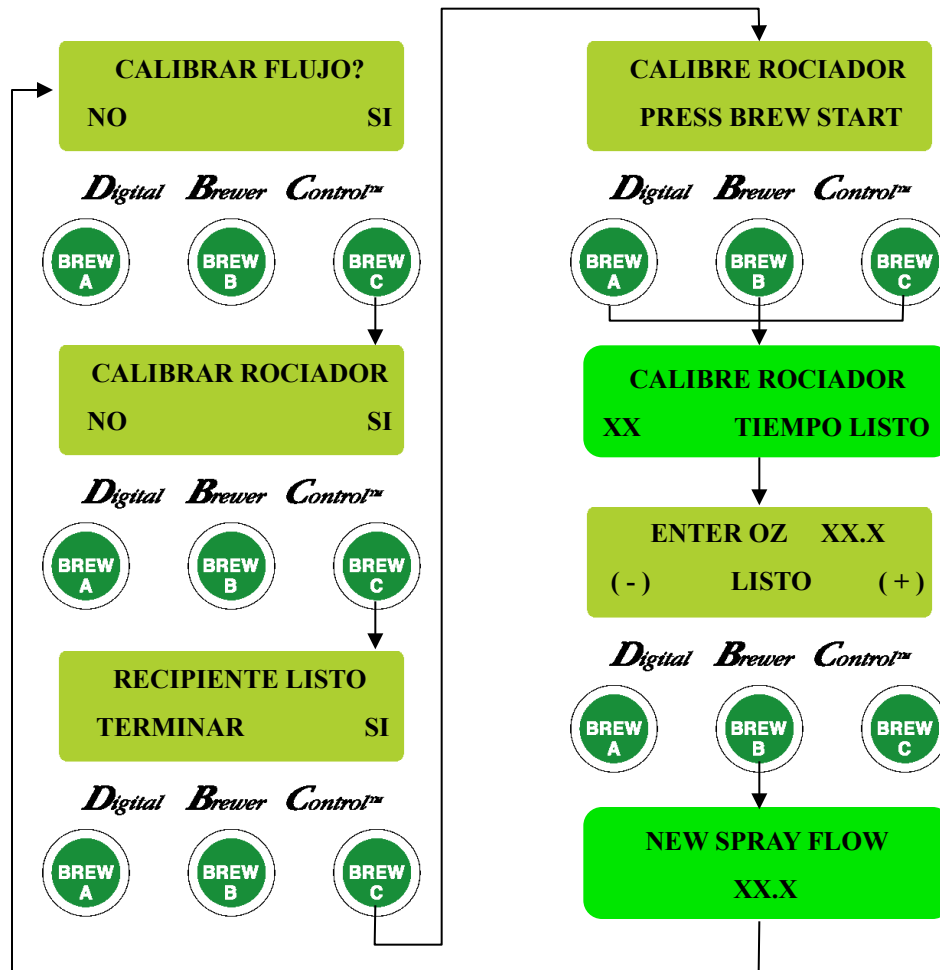 CALIBRAR FLUJO?
NO SI
Digital Brewer Control™
BREW A BREW B BREW C
CALIBRAR ROCIADOR
NO SI
Digital Brewer Control™
BREW A BREW B BREW C
RECIPIENTE LISTO
TERMINAR SI
Digital Brewer Control™
BREW A BREW B BREW C
CALIBRE ROCIADOR
PRESS BREW START
Digital Brewer Control™
BREW A BREW B BREW C
CALIBRE ROCIADOR
XX TIEMPO LISTO
ENTER OZ XX.X
( - ) LISTO ( + )
Digital Brewer Control™
BREW A BREW B BREW C
NEW SPRAY FLOW
XX.X